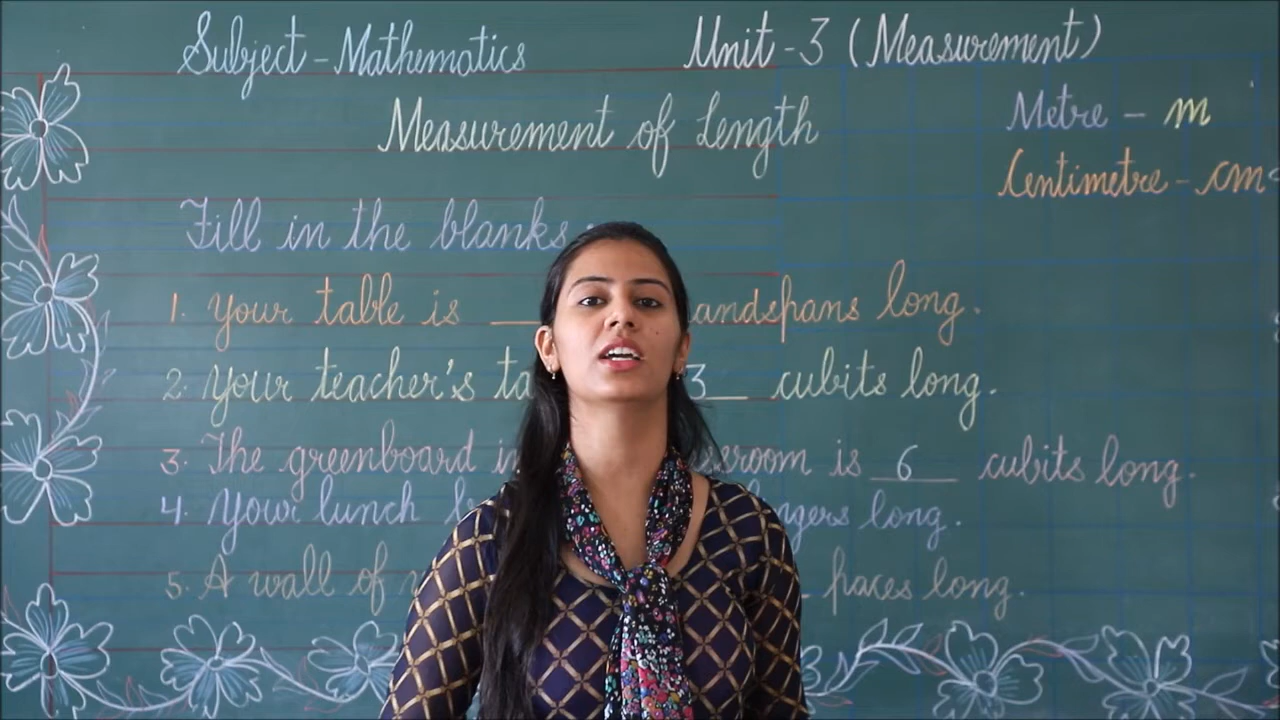 Subject - Mathematics Unit - 3 (Measurement)
Measurement of Length
Metre - m
Centimetre - cm
Fill in the blanks :
1. Your table is ___ andspans long.
2. Your teacher's ta 3 cubits long.
3. The greenboard in room is 6 cubits long.
4. Your lunch ngers long.
5. A wall of paces long.